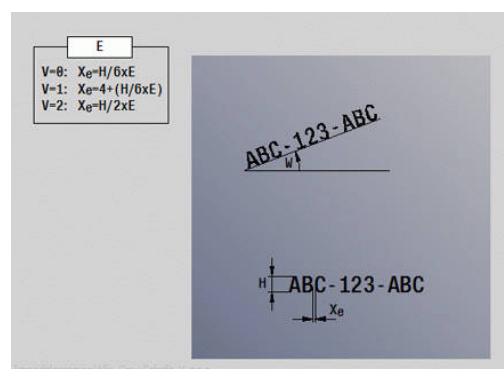 E
V=0: Xe=H/6xE
V=1: Xe=4+(H/6xE)
V=2: Xe=H/2xE
ABC-123-ABC
W
H
ABC-123-ABC
Xe